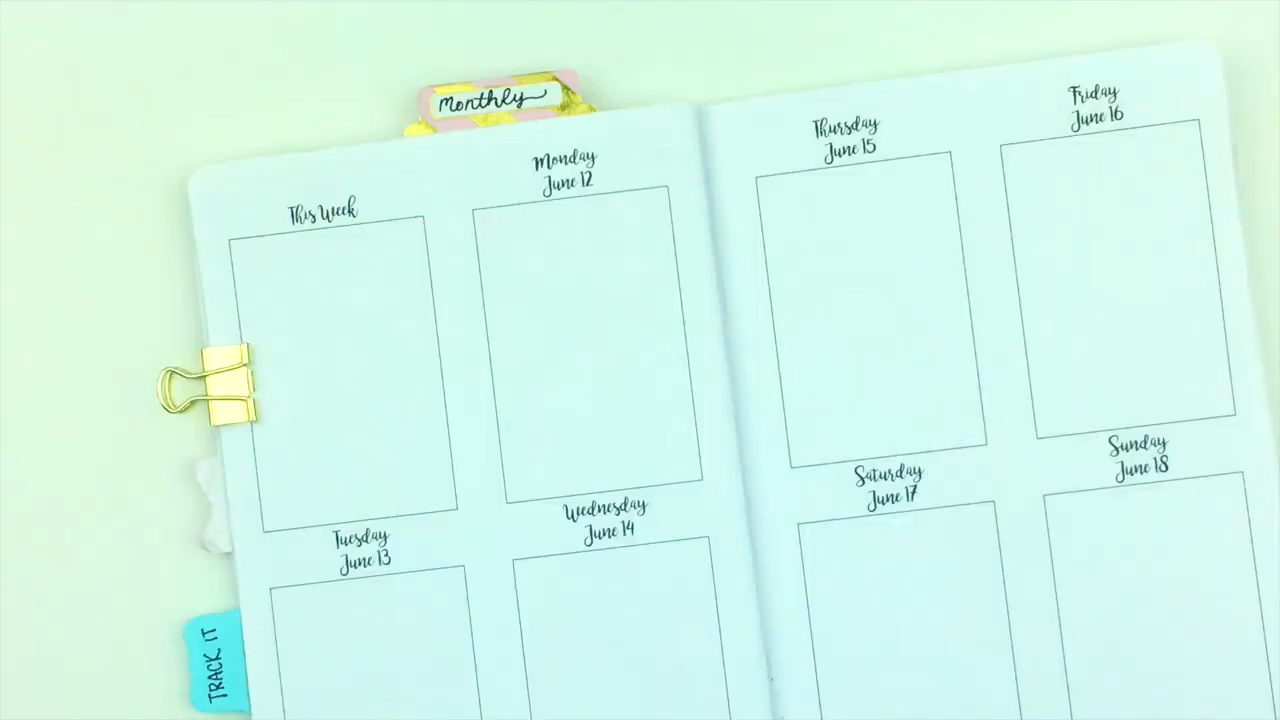 monthly
This Week
Monday
June 12
Tuesday
June 13
Wednesday
June 14
Thursday
June 15
Friday
June 16
Saturday
June 17
Sunday
June 18
TRACK IT